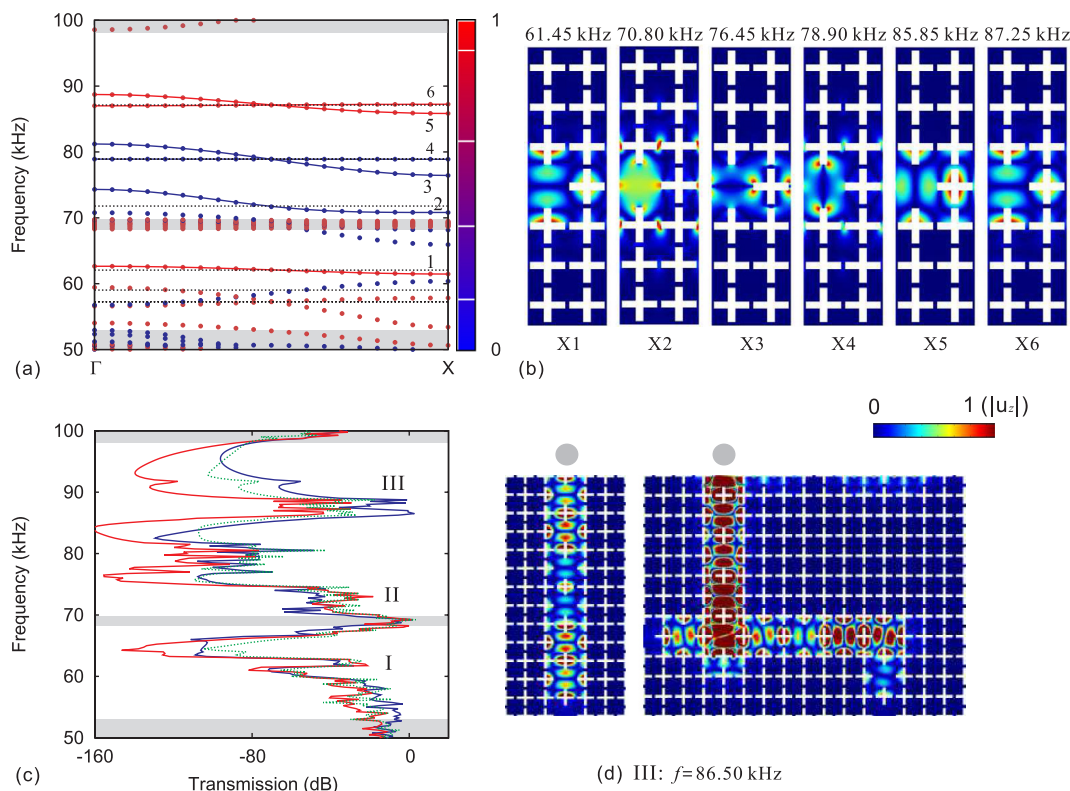 100
90
80
70
60
50
Frequency (kHz)
6
5
4
3
2
1
Γ
X
1
0
(a)
61.45 kHz 70.80 kHz 76.45 kHz 78.90 kHz 85.85 kHz 87.25 kHz
X1 X2 X3 X4 X5 X6
(b)
100
90
80
70
60
50
Frequency (kHz)
III
II
I
-160 -80 0
Transmission (dB)
(c)
0 1 (|uz|)
(d) III: f=86.50 kHz